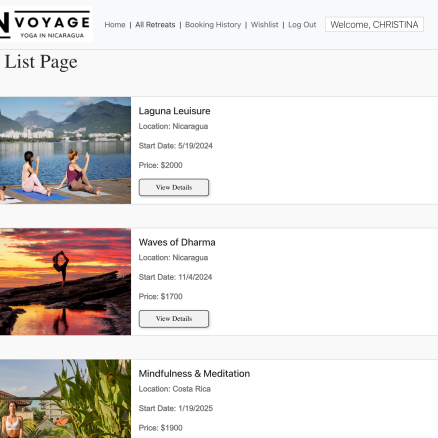 N VOYAGE
YOGA IN NICARAGUA
Home | All Retreats | Booking History | Wishlist | Log Out
Welcome, CHRISTINA
List Page
Laguna Leuisure
Location: Nicaragua
Start Date: 5/19/2024
Price: $2000
View Details
Waves of Dharma
Location: Nicaragua
Start Date: 11/4/2024
Price: $1700
View Details
Mindfulness & Meditation
Location: Costa Rica
Start Date: 1/19/2025
Price: $1900